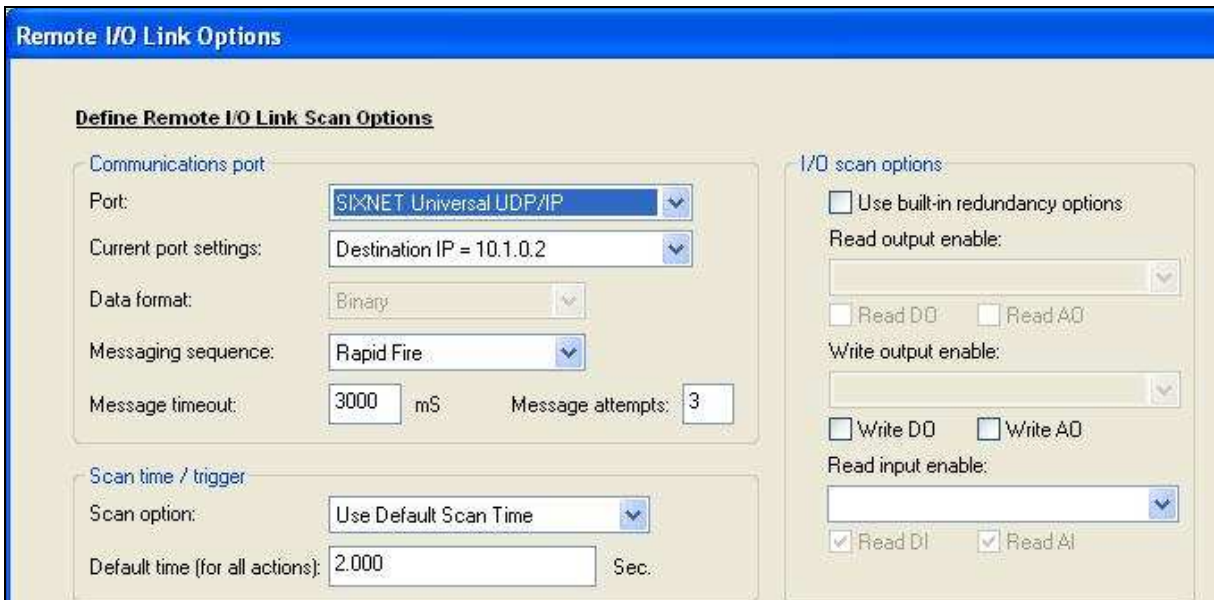 Remote I/O Link Options
Define Remote I/O Link Scan Options
Communications port
Port: SIXNET Universal UDP/IP
Current port settings: Destination IP = 10.1.0.2
Data format: Binary
Messaging sequence: Rapid Fire
Message timeout: 3000 mS Message attempts: 3
Scan time / trigger
Scan option: Use Default Scan Time
Default time (for all actions): 2.000 Sec.
I/O scan options
Use built-in redundancy options
Read output enable:
Read DO Read AO
Write output enable:
Write DO Write AO
Read input enable:
Read DI Read AI